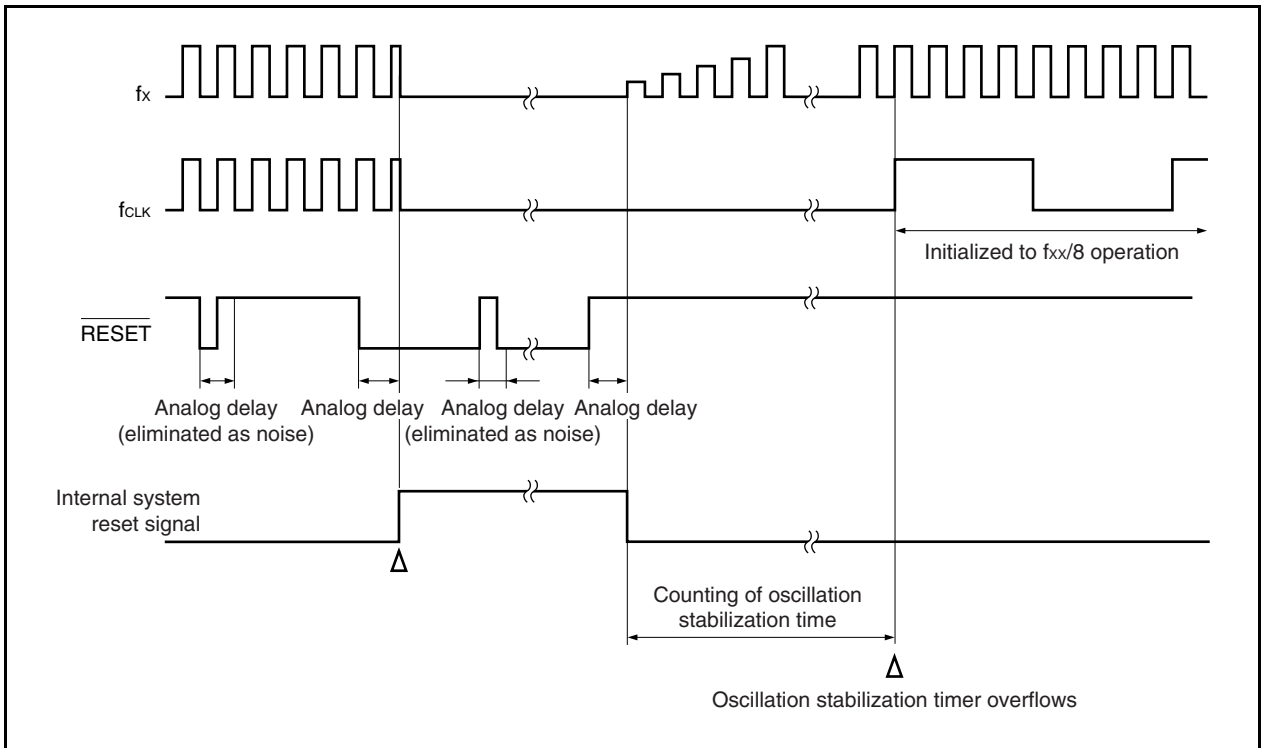 fX
fCLK
Initialized to fXX/8 operation
RESET
Analog delay
(eliminated as noise)
Analog delay
Analog delay
(eliminated as noise)
Analog delay
Internal system
reset signal
Counting of oscillation
stabilization time
Oscillation stabilization timer overflows